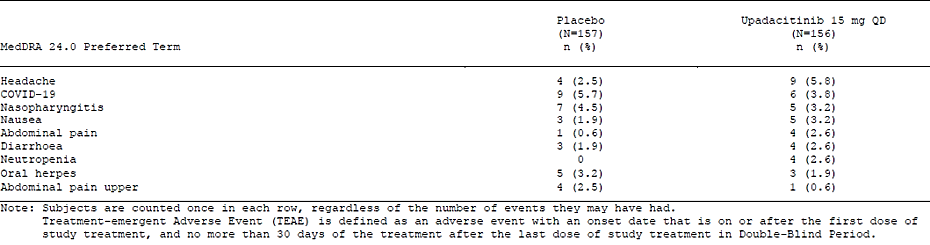 Placebo Upadacitinib 15 mg QD
(N=157) (N=156)
MedDRA 24.0 Preferred Term n (%) n (%)
Headache 4 (2.5) 9 (5.8)
COVID-19 9 (5.7) 6 (3.8)
Nasopharyngitis 7 (4.5) 5 (3.2)
Nausea 3 (1.9) 5 (3.2)
Abdominal pain 1 (0.6) 4 (2.6)
Diarrhoea 3 (1.9) 4 (2.6)
Neutropenia 0 4 (2.6)
Oral herpes 5 (3.2) 3 (1.9)
Abdominal pain upper 4 (2.5) 1 (0.6)
Note: Subjects are counted once in each row, regardless of the number of events they may have had.
Treatment-emergent Adverse Event (TEAE) is defined as an adverse event with an onset date that is on or after the first dose of
study treatment, and no more than 30 days of the treatment after the last dose of study treatment in Double-Blind Period.